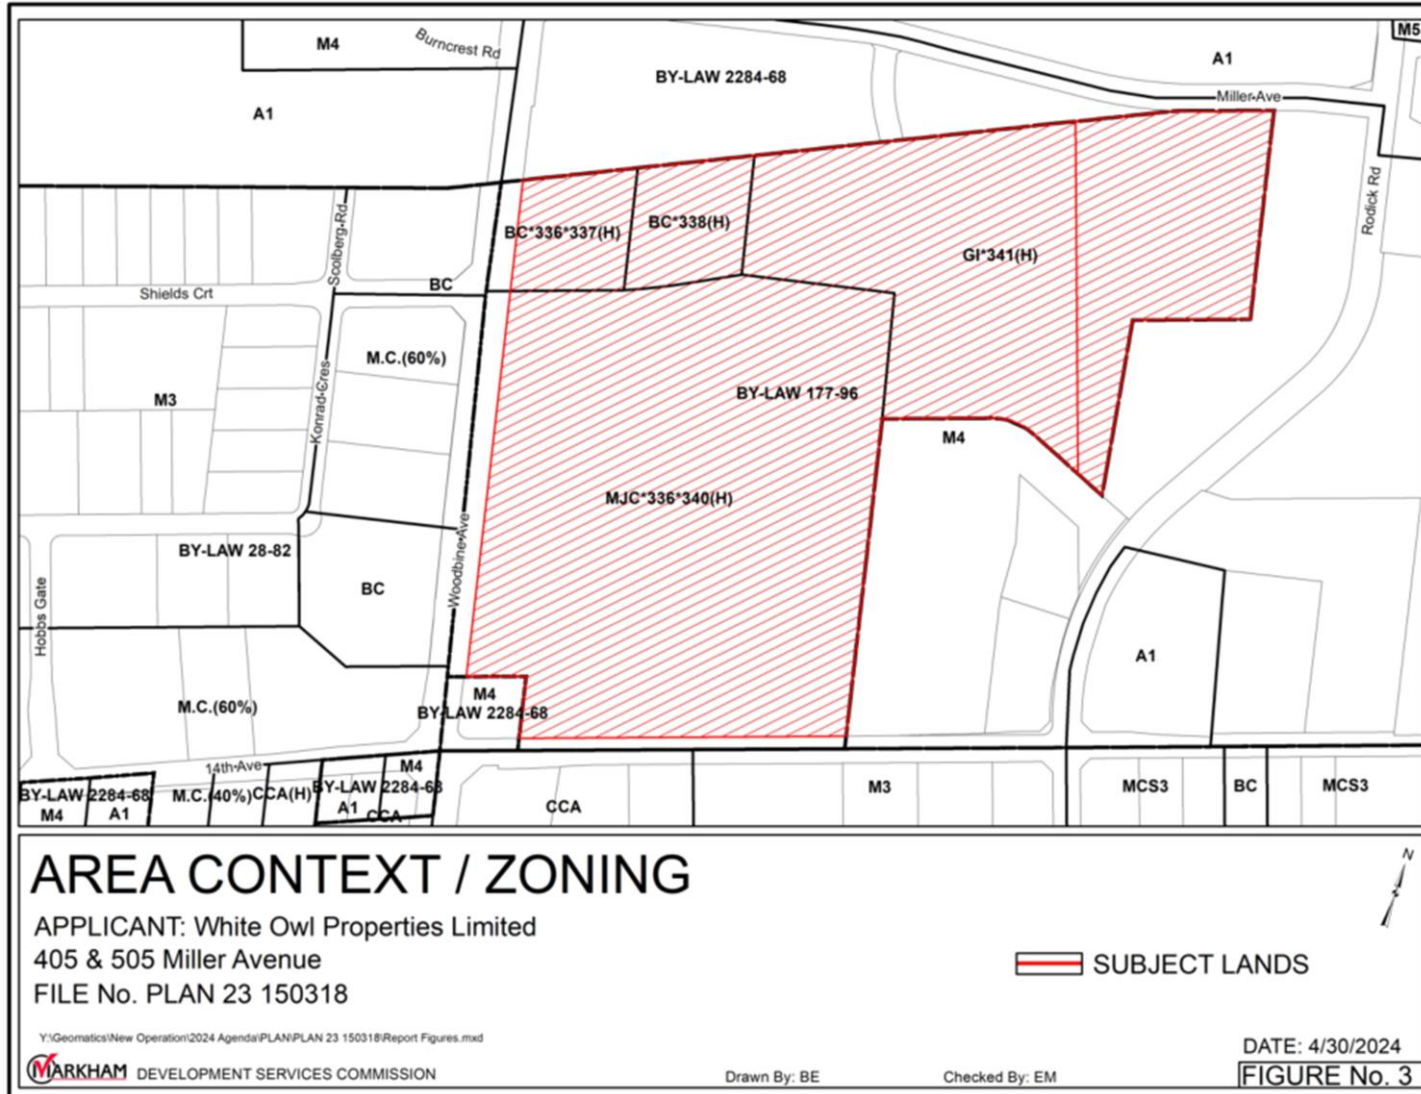 M4
Burncrest Rd
M5
A1
BY-LAW 2284-68
Miller Ave
A1
Rodick Rd
Scolberg Rd
BC*336*337(H)
BC*338(H)
GI*341(H)
BC
Shields Crt
M.C.(60%)
Konrad Cres
M3
BY-LAW 177-96
M4
MJC*336*340(H)
Woodbine Ave
BY-LAW 28-82
BC
Hobbs Gate
A1
M4
BY-LAW 2284-68
M.C.(60%)
14th Ave
M4
BY-LAW 2284-68
M.C.(40%)
CCA(H)
BY-LAW 2284-68
M4
A1
A1
CCA
CCA
M3
MCS3
BC
MCS3
AREA CONTEXT / ZONING
APPLICANT: White Owl Properties Limited
405 & 505 Miller Avenue
FILE No. PLAN 23 150318
N
SUBJECT LANDS
Y:\Geomatics\New Operation\2024 Agenda\PLAN\PLAN 23 150318\Report Figures.mxd
DATE: 4/30/2024
MARKHAM DEVELOPMENT SERVICES COMMISSION
Drawn By: BE
Checked By: EM
FIGURE No. 3